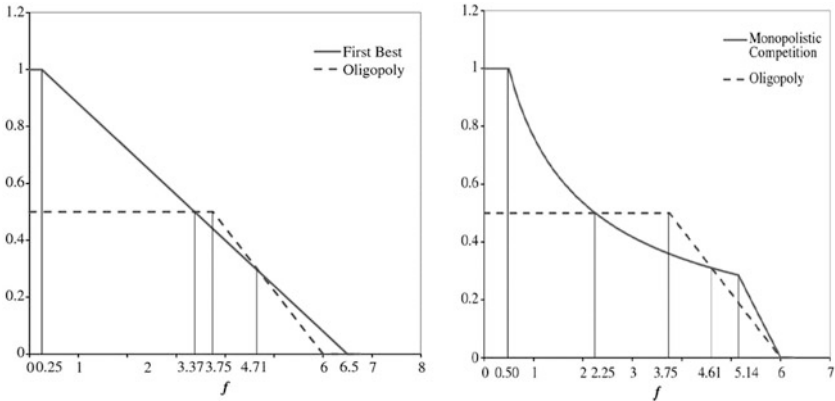 1.2
1
0.8
0.6
0.4
0.2
0
First Best
Oligopoly
0 0.25 1 2 3.37 3.75 4.71 6 6.5 7 8
f
1.2
1
0.8
0.6
0.4
0.2
0
Monopolistic
Competition
Oligopoly
0 0.50 1 2 2.25 3 3.75 4.61 5.14 6 7
f